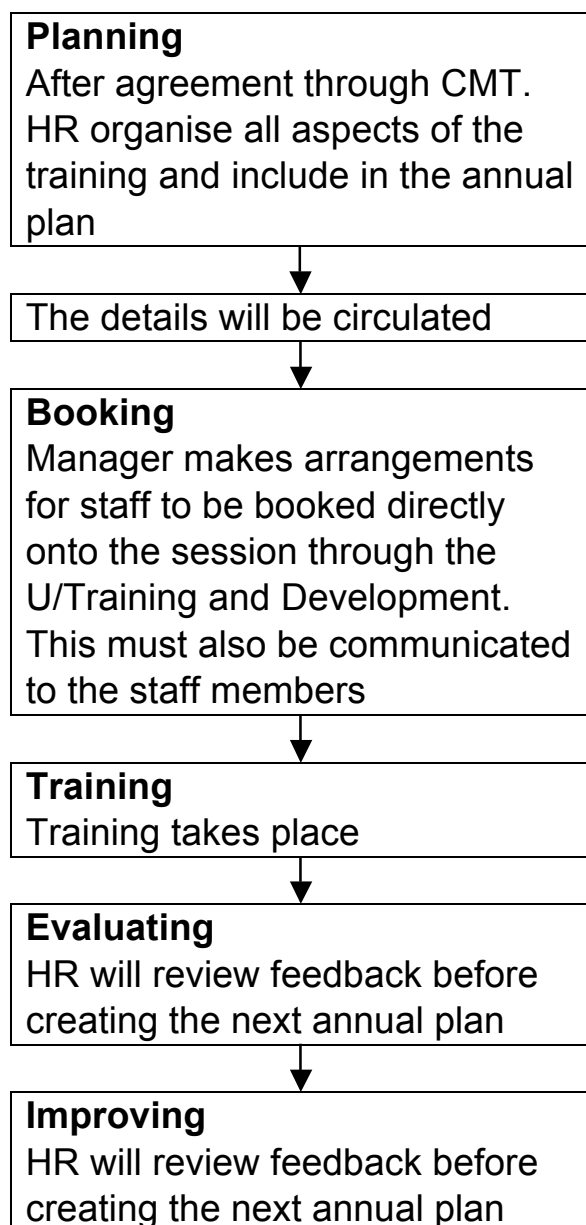 Planning
After agreement through CMT.
HR organise all aspects of the
training and include in the annual
plan
The details will be circulated
Booking
Manager makes arrangements
for staff to be booked directly
onto the session through the
U/Training and Development.
This must also be communicated
to the staff members
Training
Training takes place
Evaluating
HR will review feedback before
creating the next annual plan
Improving
HR will review feedback before
creating the next annual plan